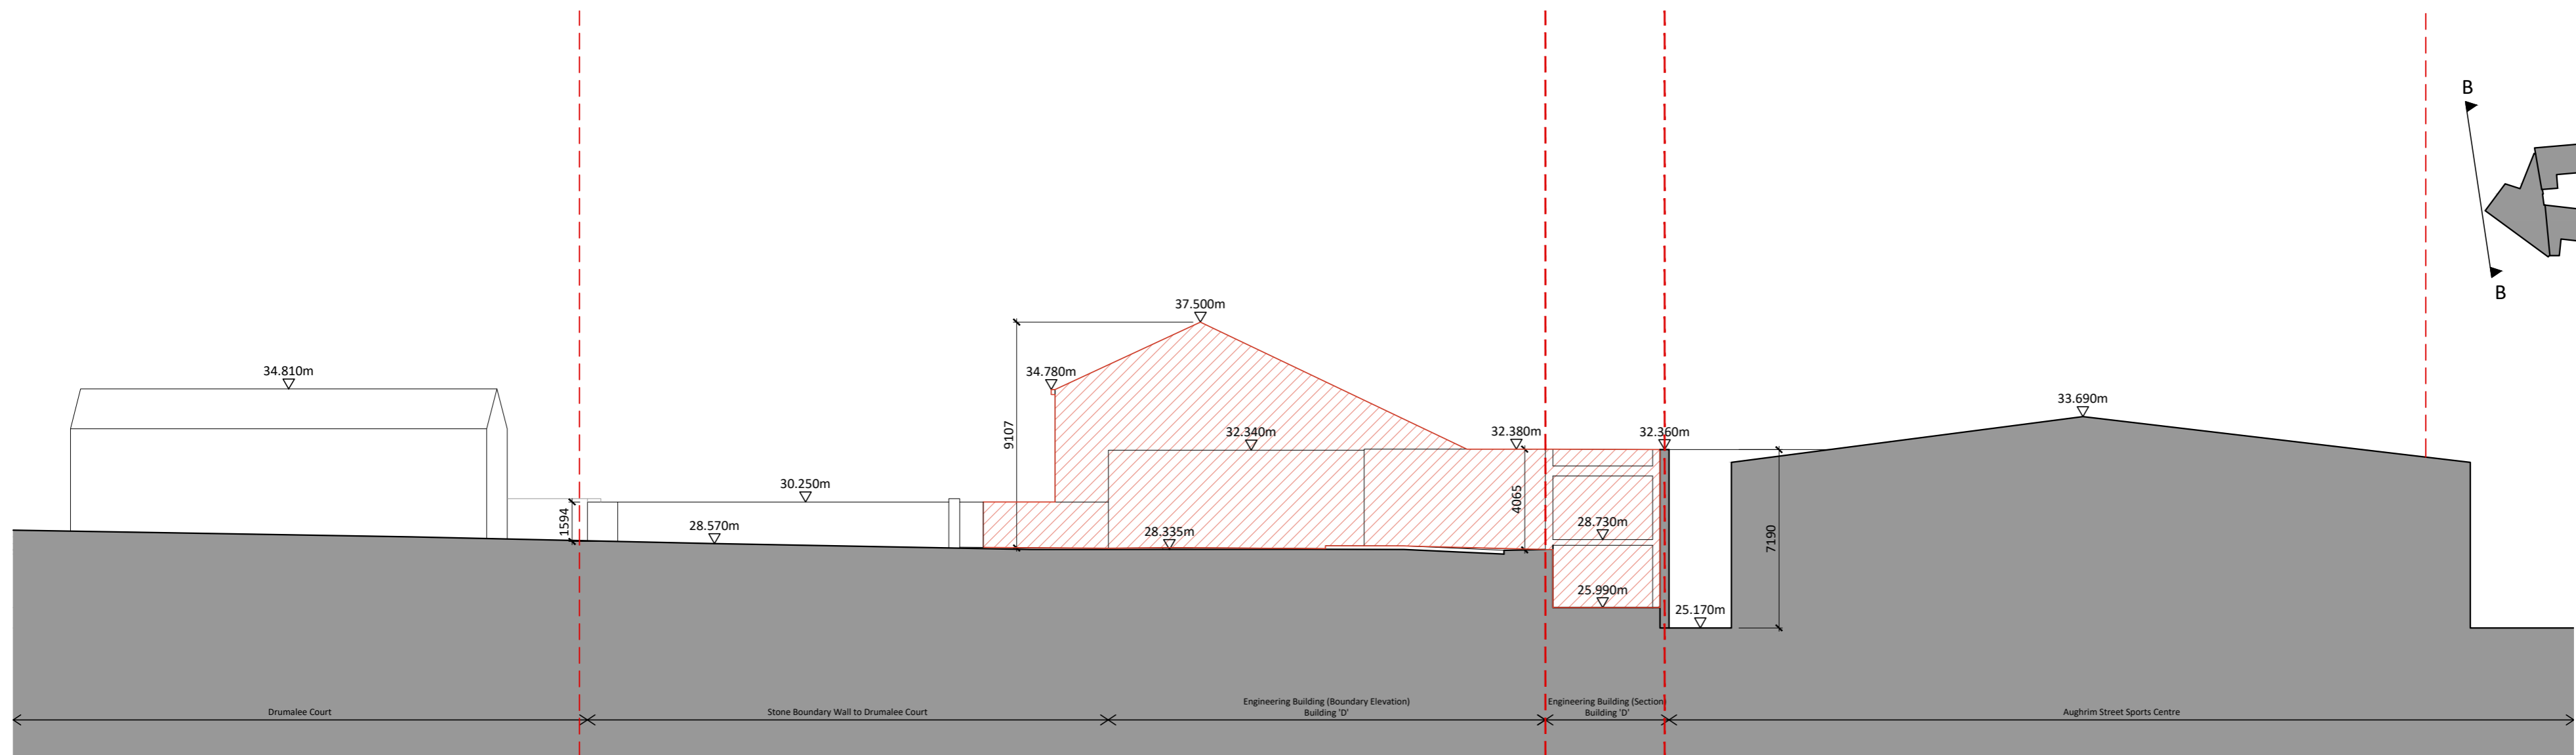 B
B
37.500m
34.810m
34.780m
33.690m
9107
32.340m
32.380m
32.360m
30.250m
1594
4065
28.570m
28.335m
28.730m
7190
25.990m
25.170m
Drumalee Court
Stone Boundary Wall to Drumalee Court
Engineering Building (Boundary Elevation)
Building 'D'
Engineering Building (Section)
Building 'D'
Aughrim Street Sports Centre